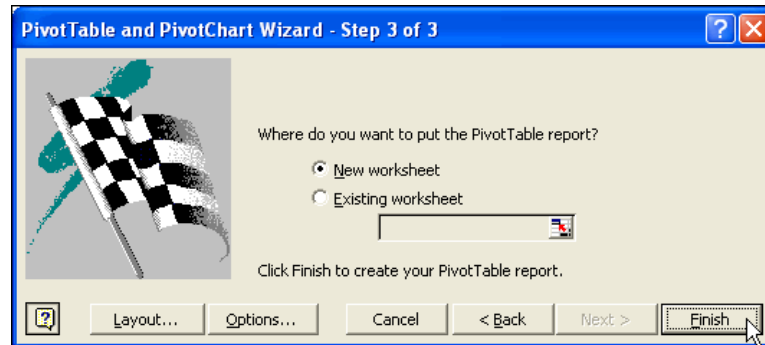 PivotTable and PivotChart Wizard - Step 3 of 3
Where do you want to put the PivotTable report?
New worksheet
Existing worksheet
Click Finish to create your PivotTable report.
Layout... Options... Cancel < Back Next > Finish